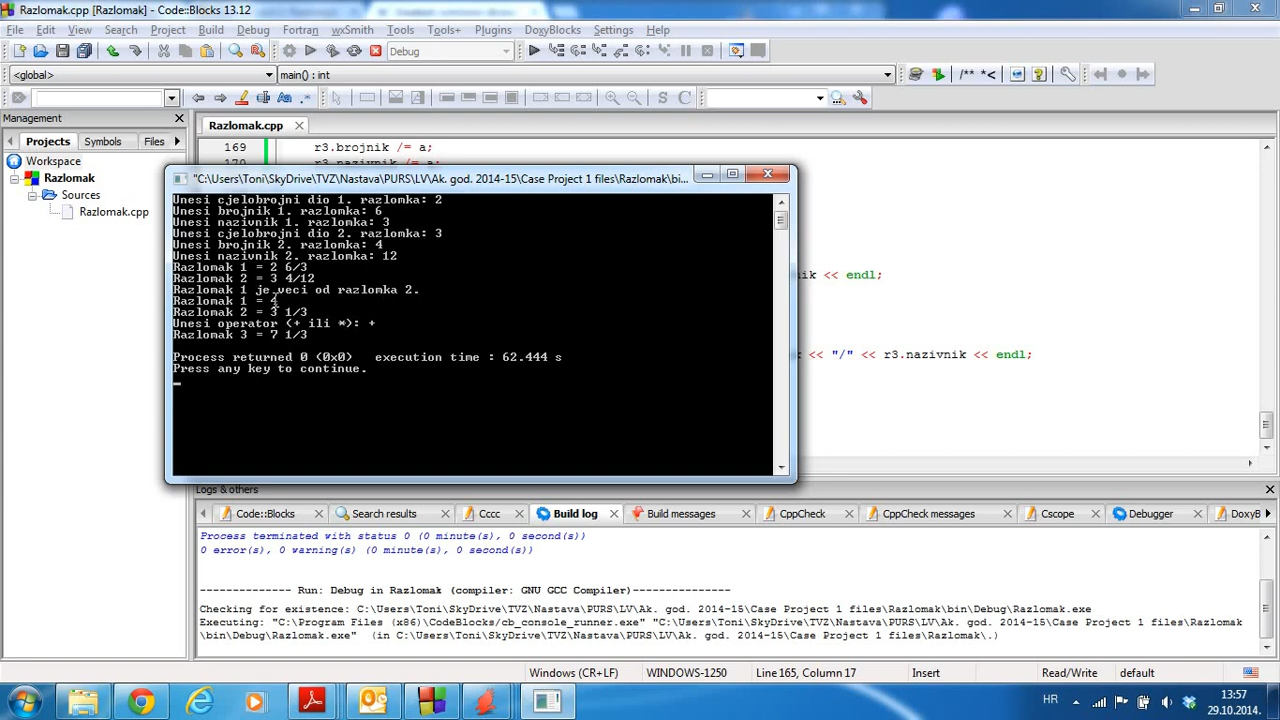 Razlomak.cpp [Razlomak] - Code::Blocks 13.12
File Edit View Search Project Build Debug Fortran wxSmith Tools Tools+ Plugins DoxyBlocks Settings Help
Debug
<global> main() : int /** *<
Aa .* S C
Management
Projects Symbols Files
Workspace
Razlomak
Sources
Razlomak.cpp
Razlomak.cpp
169 r3.brojnik /= a;
170 r3.nazivnik /= a;
"C:\Users\Toni\SkyDrive\TVZ\Nastava\PURS\LV\Ak. god. 2014-15\Case Project 1 files\Razlomak\bi...
Unesi cjelobrojni dio 1. razlomka: 2
Unesi brojnik 1. razlomka: 6
Unesi nazivnik 1. razlomka: 3
Unesi cjelobrojni dio 2. razlomka: 3
Unesi brojnik 2. razlomka: 4
Unesi nazivnik 2. razlomka: 12
Razlomak 1 = 2 6/3
Razlomak 2 = 3 4/12
Razlomak 1 je veci od razlomka 2.
Razlomak 1 = 4
Razlomak 2 = 3 1/3
Unesi operator (+ ili *): +
Razlomak 3 = 7 1/3
Process returned 0 (0x0) execution time : 62.444 s
Press any key to continue.
nik << endl;
<< "/" << r3.nazivnik << endl;
Logs & others
Code::Blocks Search results Cccc Build log Build messages CppCheck CppCheck messages Cscope Debugger DoxyB
Process terminated with status 0 (0 minute(s), 0 second(s))
0 error(s), 0 warning(s) (0 minute(s), 0 second(s))
-------------- Run: Debug in Razlomak (compiler: GNU GCC Compiler)---------------
Checking for existence: C:\Users\Toni\SkyDrive\TVZ\Nastava\PURS\LV\Ak. god. 2014-15\Case Project 1 files\Razlomak\bin\Debug\Razlomak.exe
Executing: "C:\Program Files (x86)\CodeBlocks/cb_console_runner.exe" "C:\Users\Toni\SkyDrive\TVZ\Nastava\PURS\LV\Ak. god. 2014-15\Case Project 1 files\Razlomak
\bin\Debug\Razlomak.exe" (in C:\Users\Toni\SkyDrive\TVZ\Nastava\PURS\LV\Ak. god. 2014-15\Case Project 1 files\Razlomak\.)
Windows (CR+LF) WINDOWS-1250 Line 165, Column 17 Insert Read/Write default
HR 13:57
29.10.2014.